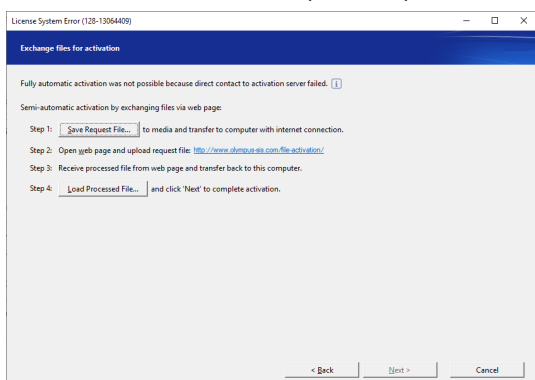 License System Error (128-13064409)
Exchange files for activation
Fully automatic activation was not possible because direct contact to activation server failed. i
Semi-automatic activation by exchanging files via web page:
Step 1: Save Request File... to media and transfer to computer with internet connection.
Step 2: Open web page and upload request file: http://www.olympus-sis.com/file-activation/
Step 3: Receive processed file from web page and transfer back to this computer.
Step 4: Load Processed File... and click 'Next' to complete activation.
< Back Next > Cancel